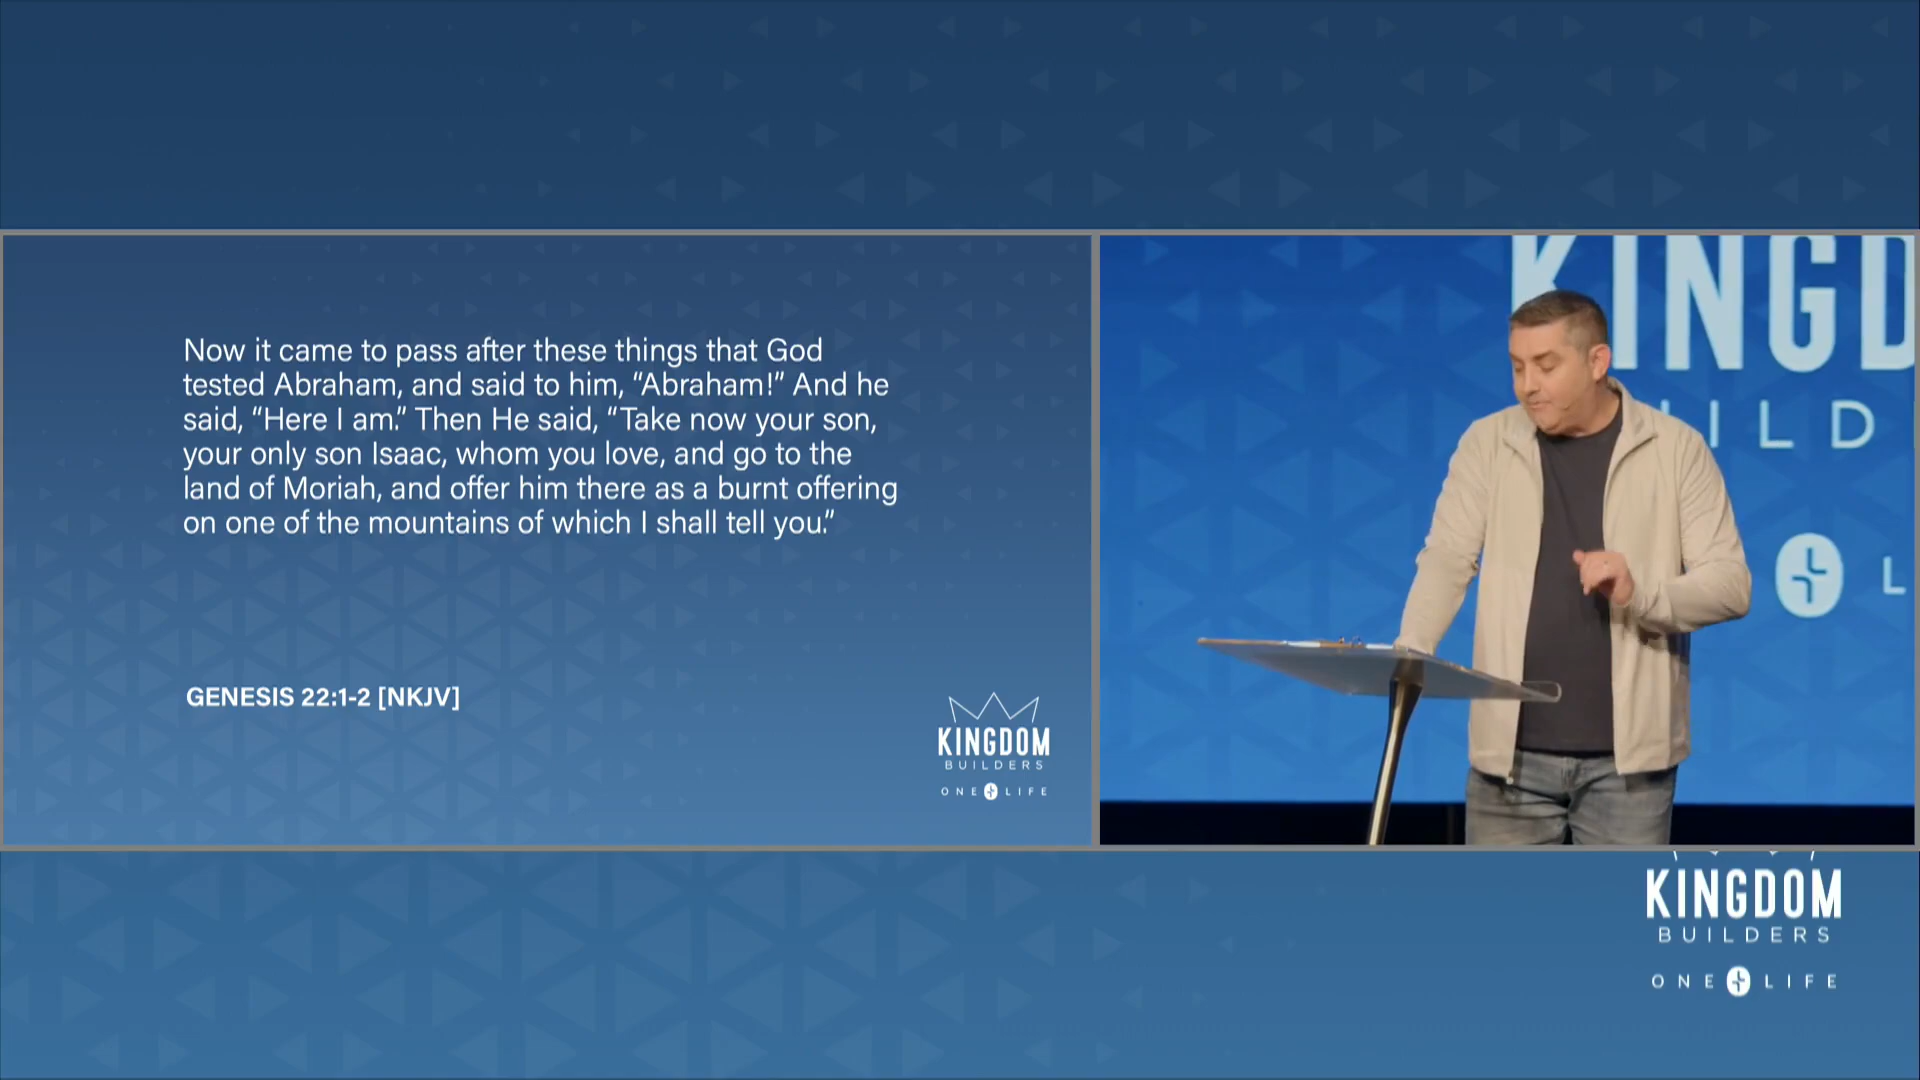 Now it came to pass after these things that God
tested Abraham, and said to him, “Abraham!” And he
said, “Here I am.” Then He said, “Take now your son,
your only son Isaac, whom you love, and go to the
land of Moriah, and offer him there as a burnt offering
on one of the mountains of which I shall tell you.”
GENESIS 22:1-2 [NKJV]
KINGDOM
BUILDERS
ONE LIFE
KINGD
ILD
L
KINGDOM
BUILDERS
ONE LIFE